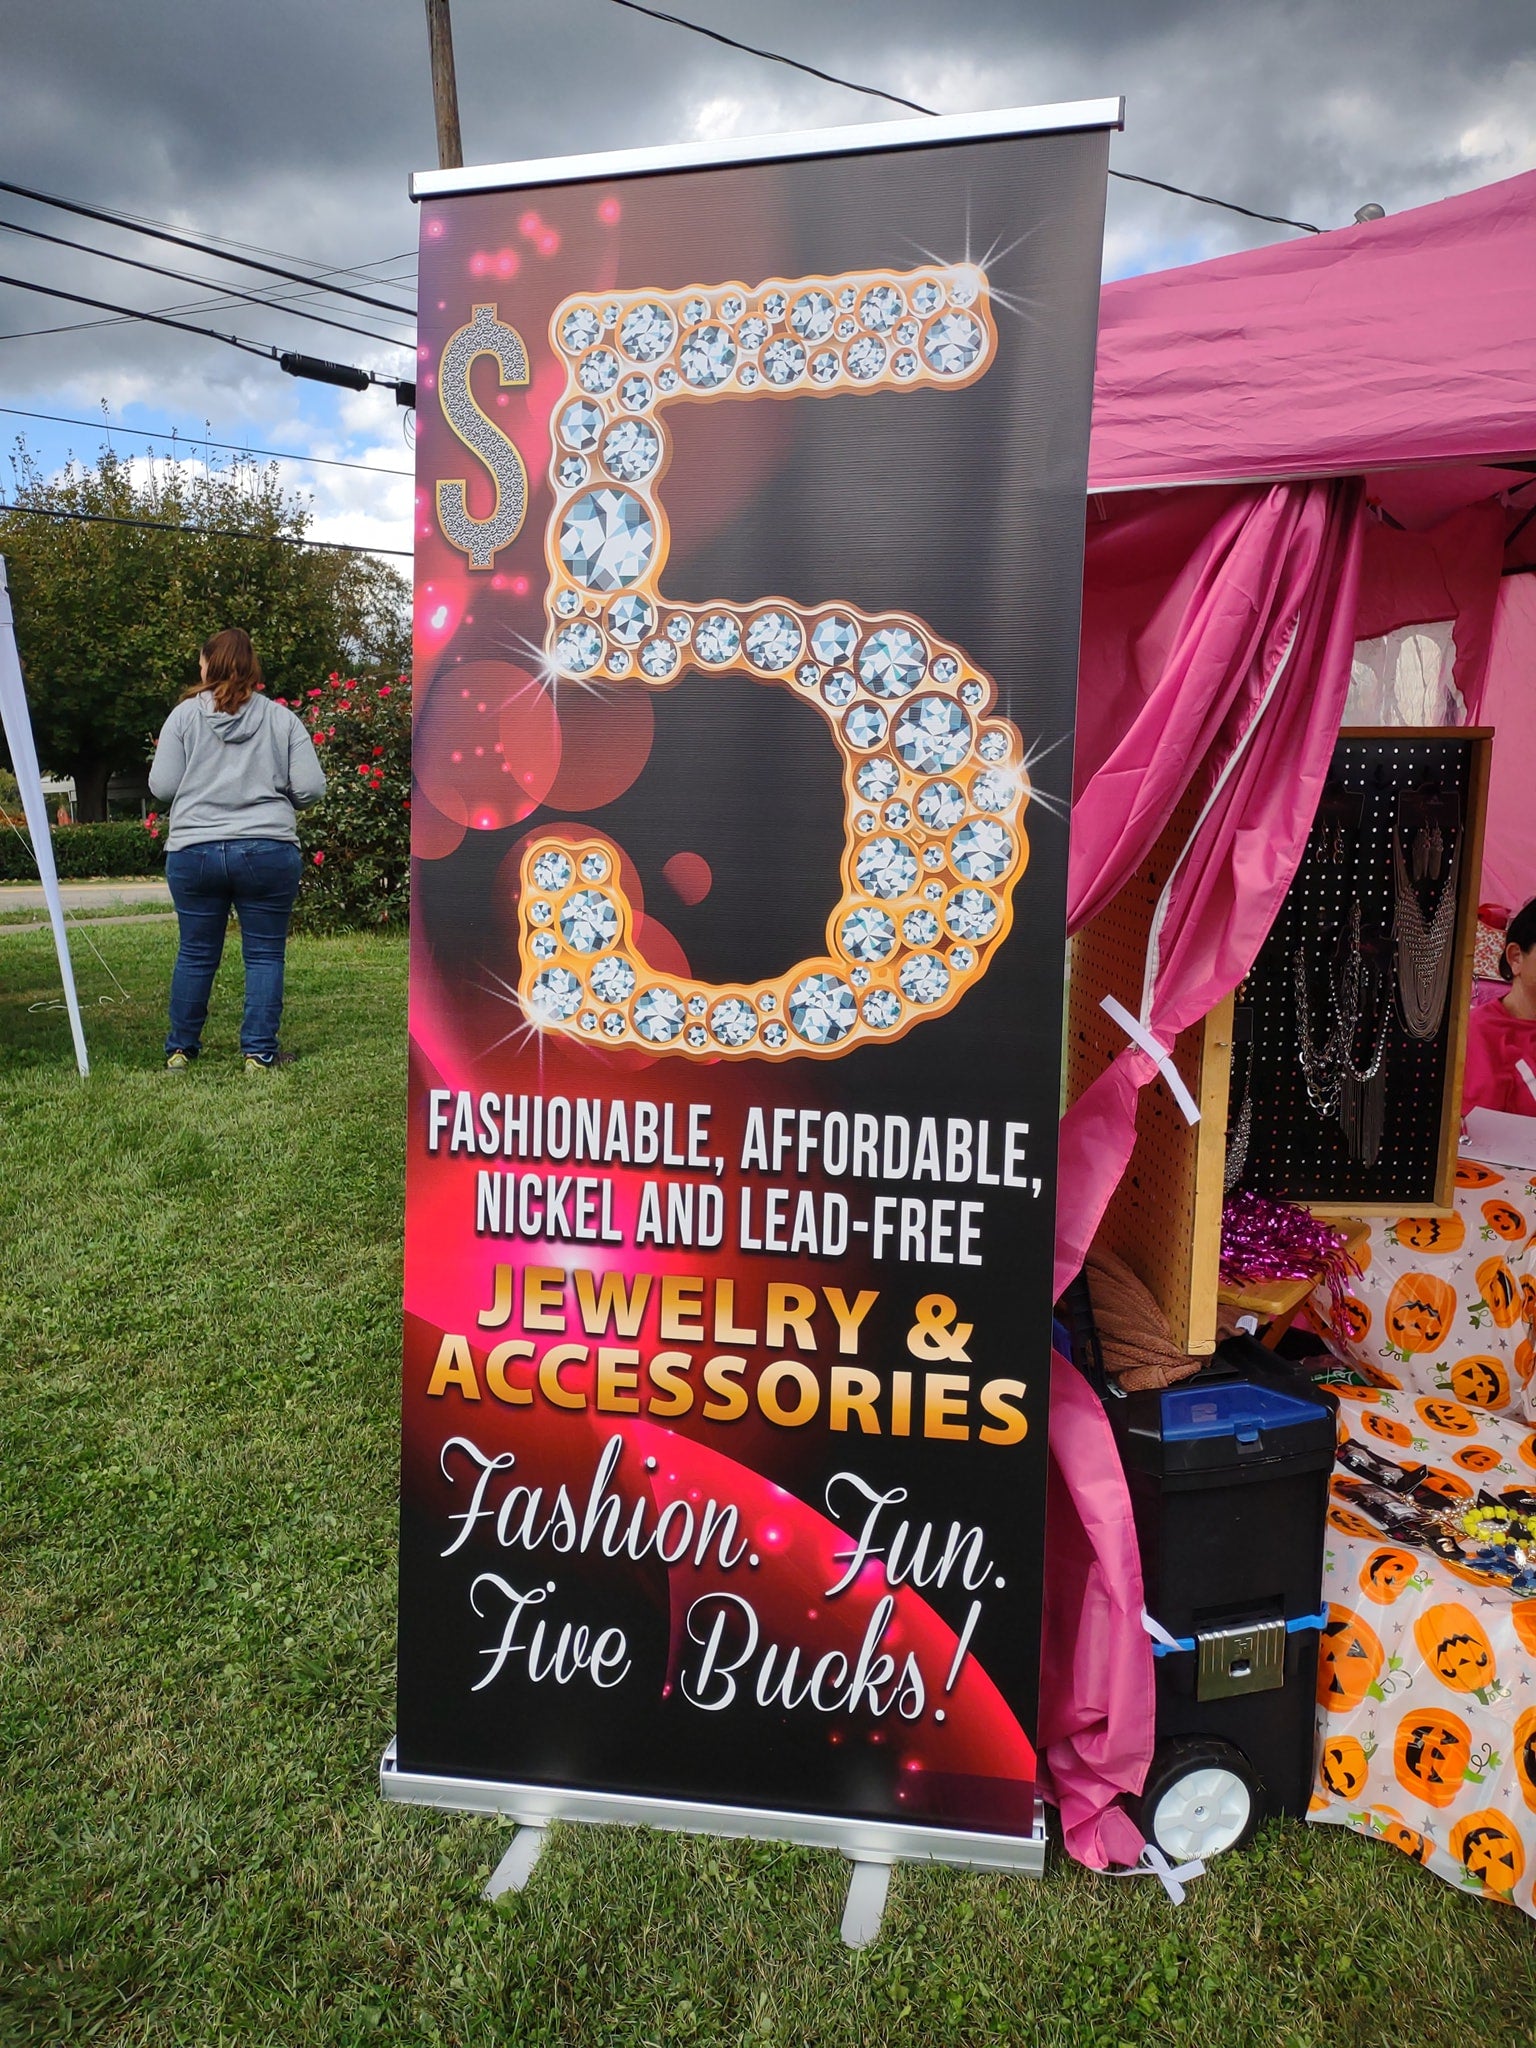 $5
FASHIONABLE, AFFORDABLE,
NICKEL AND LEAD-FREE
JEWELRY &
ACCESSORIES
Fashion. Fun.
Five Bucks!